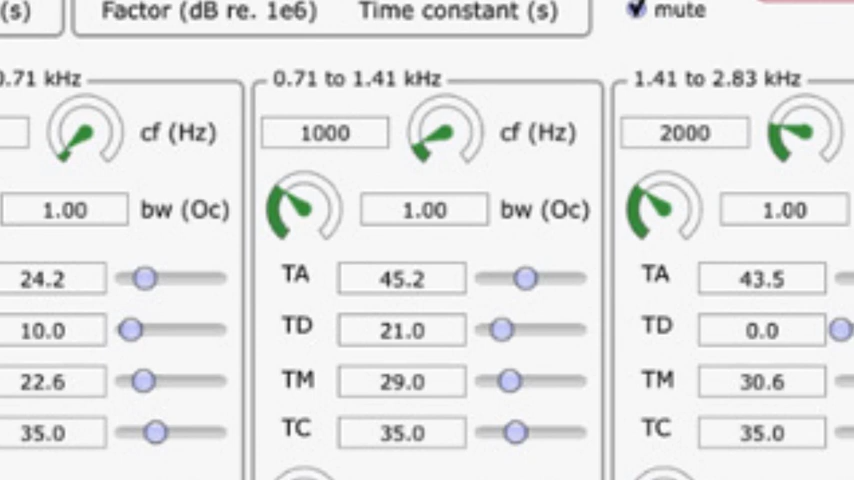 (s) Factor (dB re. 1e6) Time constant (s) mute
0.71 kHz 0.71 to 1.41 kHz 1.41 to 2.83 kHz
cf (Hz) 1000 cf (Hz) 2000
1.00 bw (Oc) 1.00 bw (Oc) 1.00
24.2 TA 45.2 TA 43.5
10.0 TD 21.0 TD 0.0
22.6 TM 29.0 TM 30.6
35.0 TC 35.0 TC 35.0